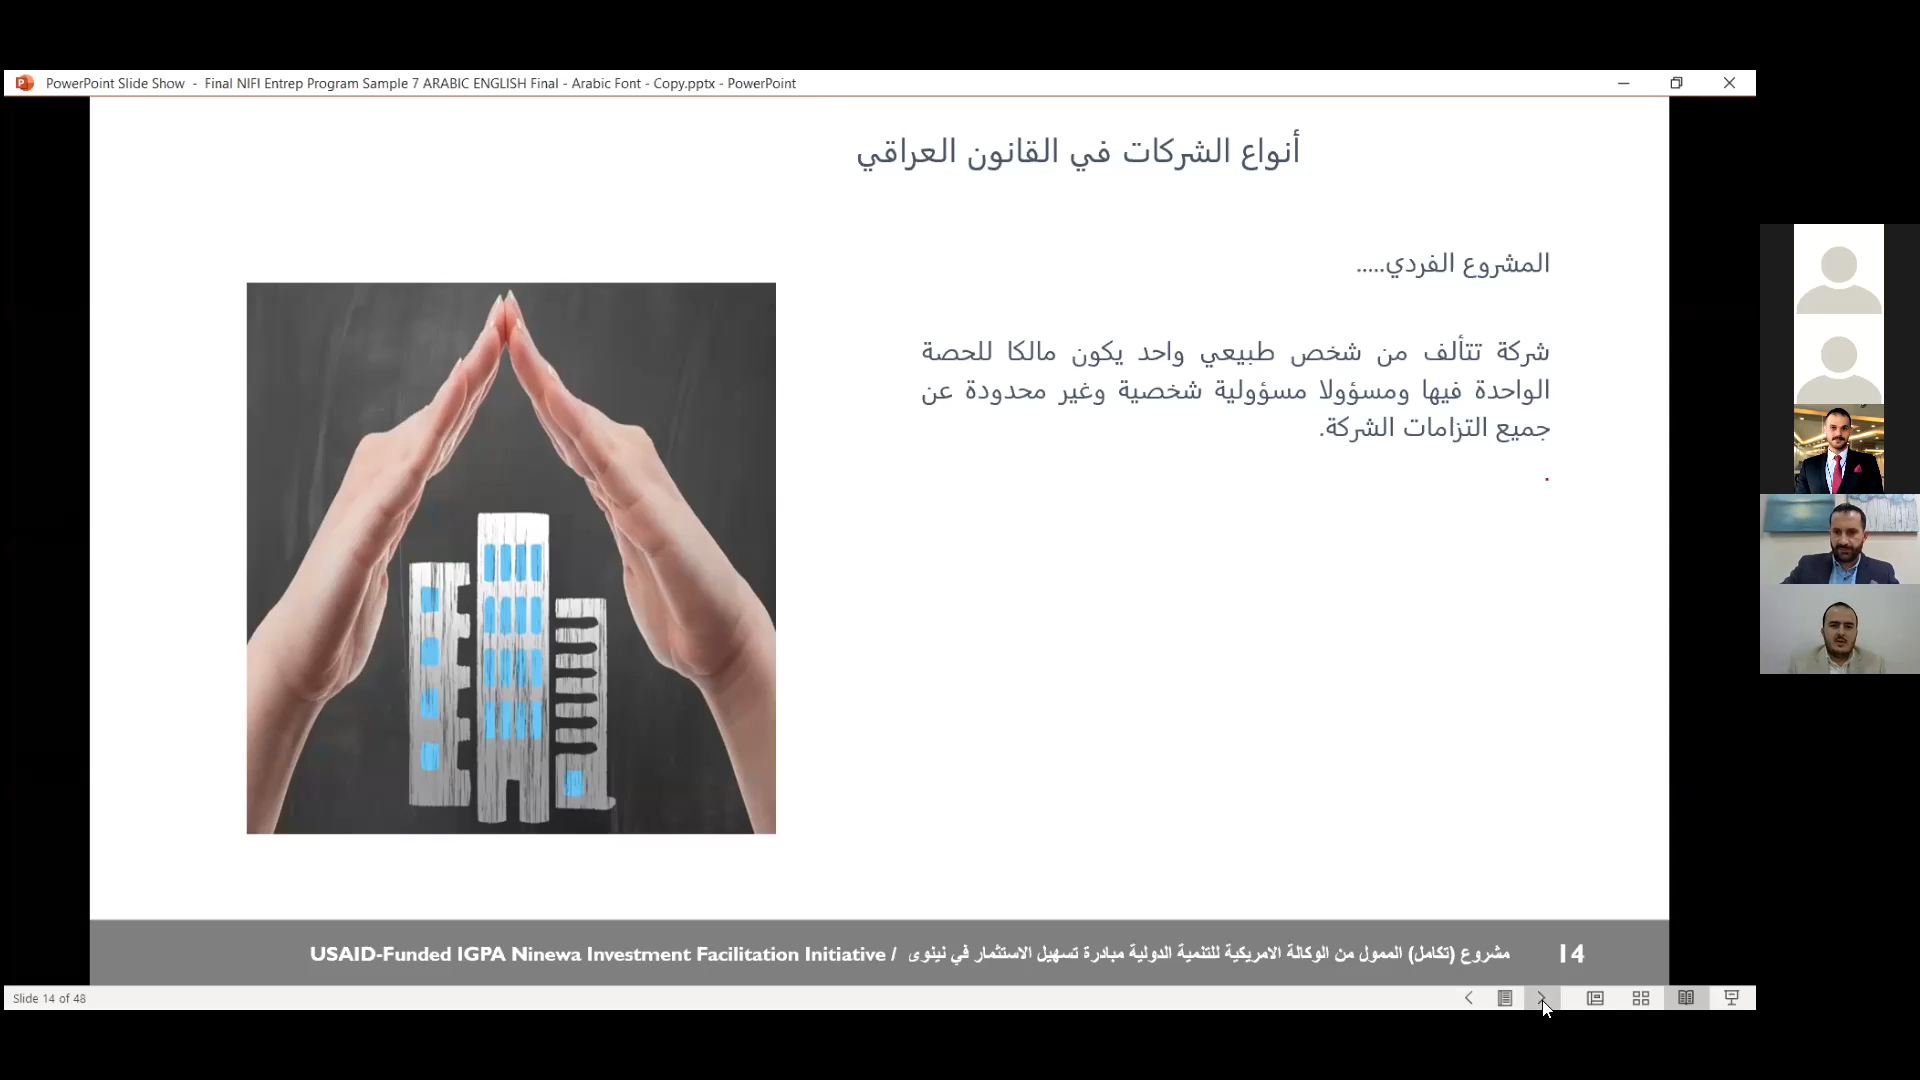 PowerPoint Slide Show - Final NIFI Entrep Program Sample 7 ARABIC ENGLISH Final - Arabic Font - Copy.pptx - PowerPoint
أنواع الشركات في القانون العراقي
المشروع الفردي.....
شركة تتألف من شخص طبيعي واحد يكون مالكا للحصة
الواحدة فيها ومسؤولا مسؤولية شخصية وغير محدودة عن
جميع التزامات الشركة.
.
مشروع (تكامل) الممول من الوكالة الامريكية للتنمية الدولية مبادرة تسهيل الاستثمار في نينوى / USAID-Funded IGPA Ninewa Investment Facilitation Initiative
14
Slide 14 of 48